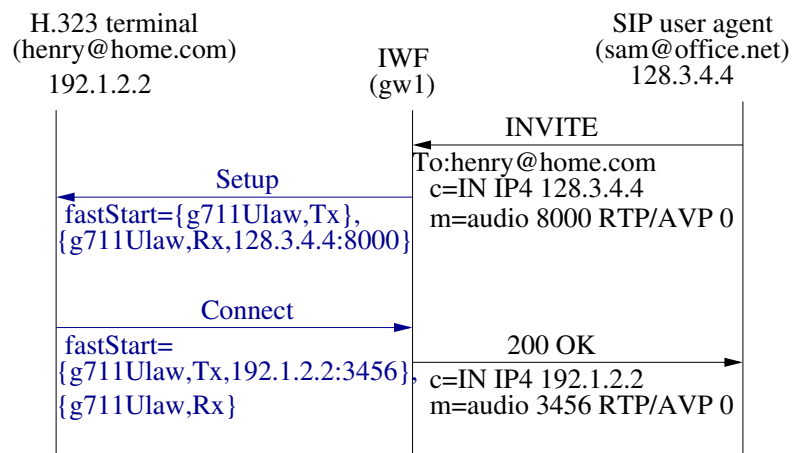 H.323 terminal
(henry@home.com)
192.1.2.2
IWF
(gw1)
SIP user agent
(sam@office.net)
128.3.4.4
INVITE
To:henry@home.com
c=IN IP4 128.3.4.4
m=audio 8000 RTP/AVP 0
Setup
fastStart={g711Ulaw,Tx},
{g711Ulaw,Rx,128.3.4.4:8000}
Connect
fastStart=
{g711Ulaw,Tx,192.1.2.2:3456},
{g711Ulaw,Rx}
200 OK
c=IN IP4 192.1.2.2
m=audio 3456 RTP/AVP 0